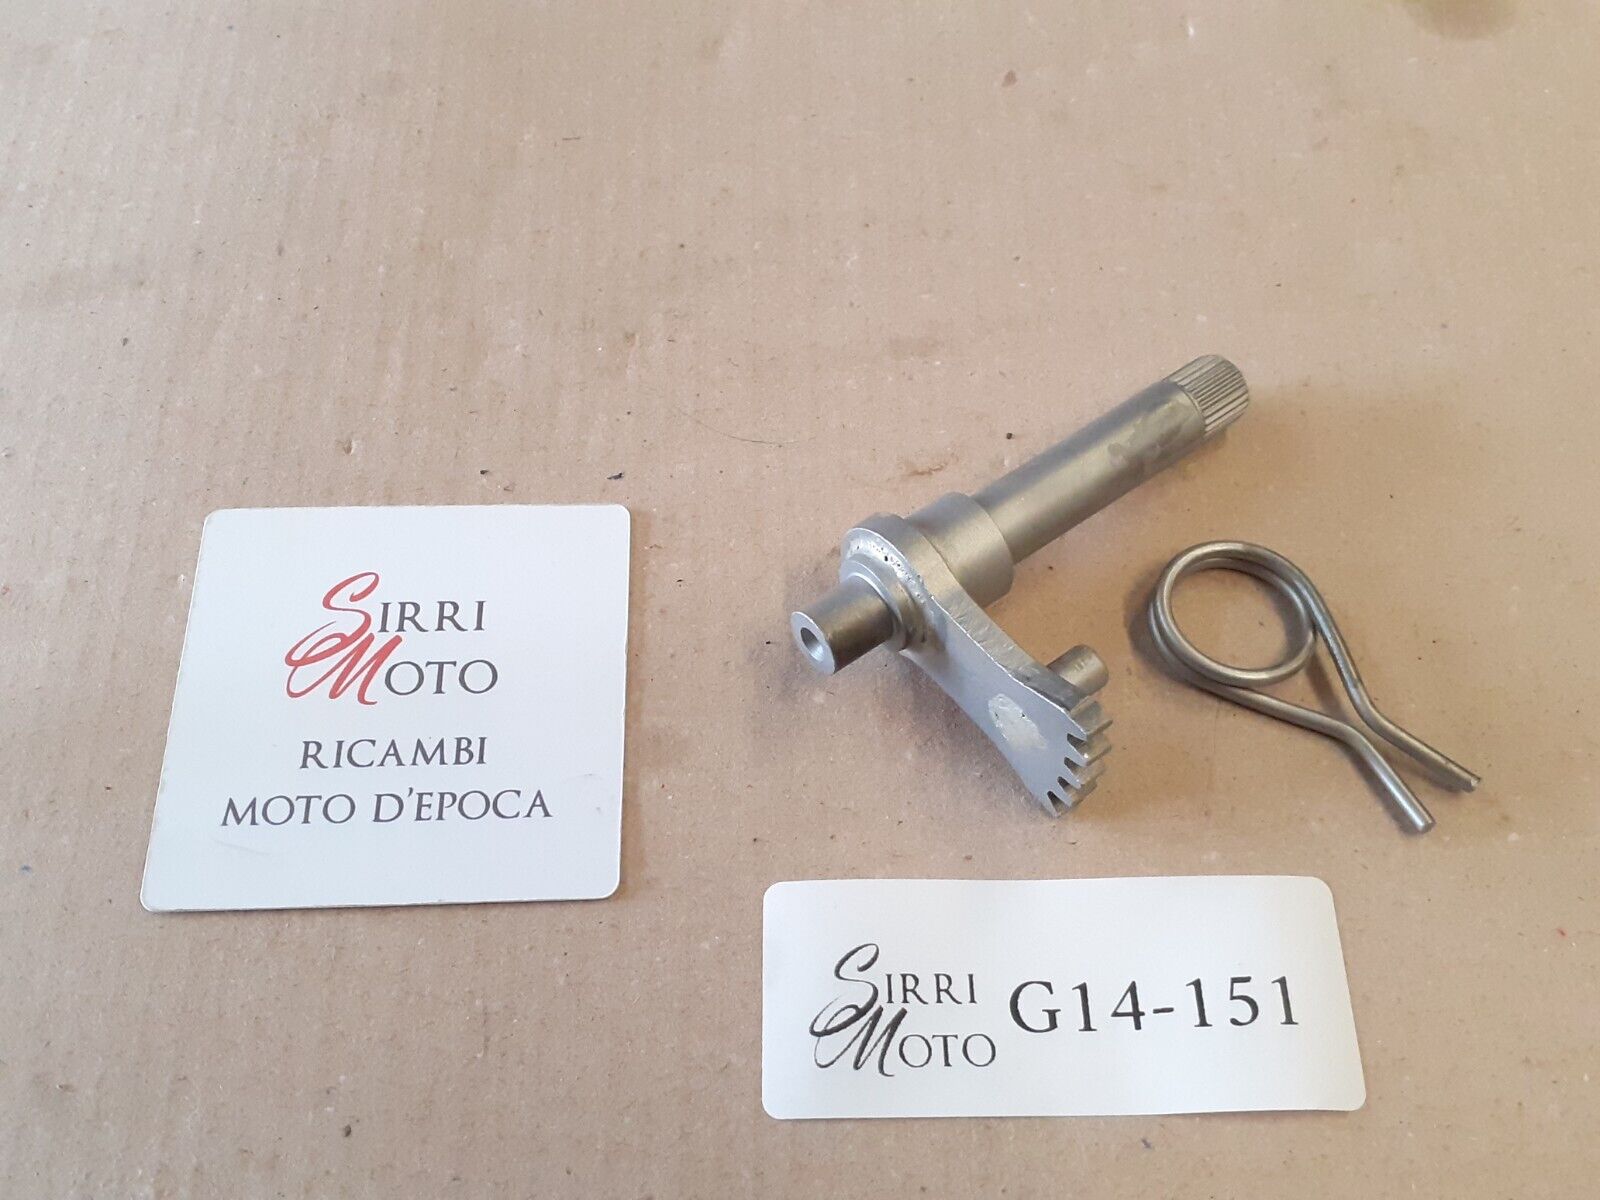 SIRRI
MOTO
RICAMBI
MOTO D'EPOCA
SIRRI
MOTO
G14-151